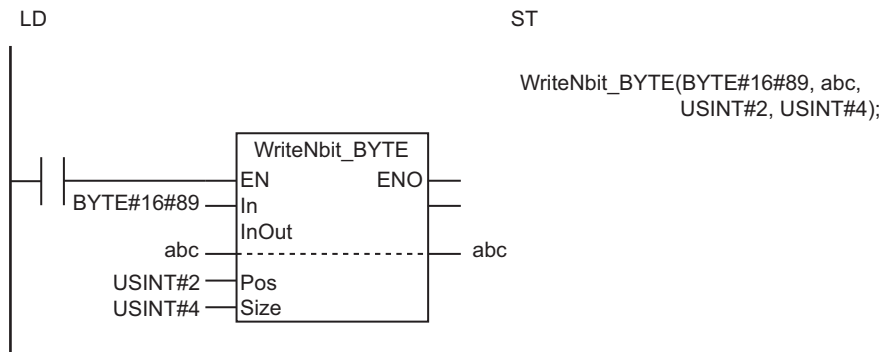 LD
ST
WriteNbit_BYTE(BYTE#16#89, abc,
USINT#2, USINT#4);
WriteNbit_BYTE
EN ENO
BYTE#16#89 In
InOut
abc abc
USINT#2 Pos
USINT#4 Size